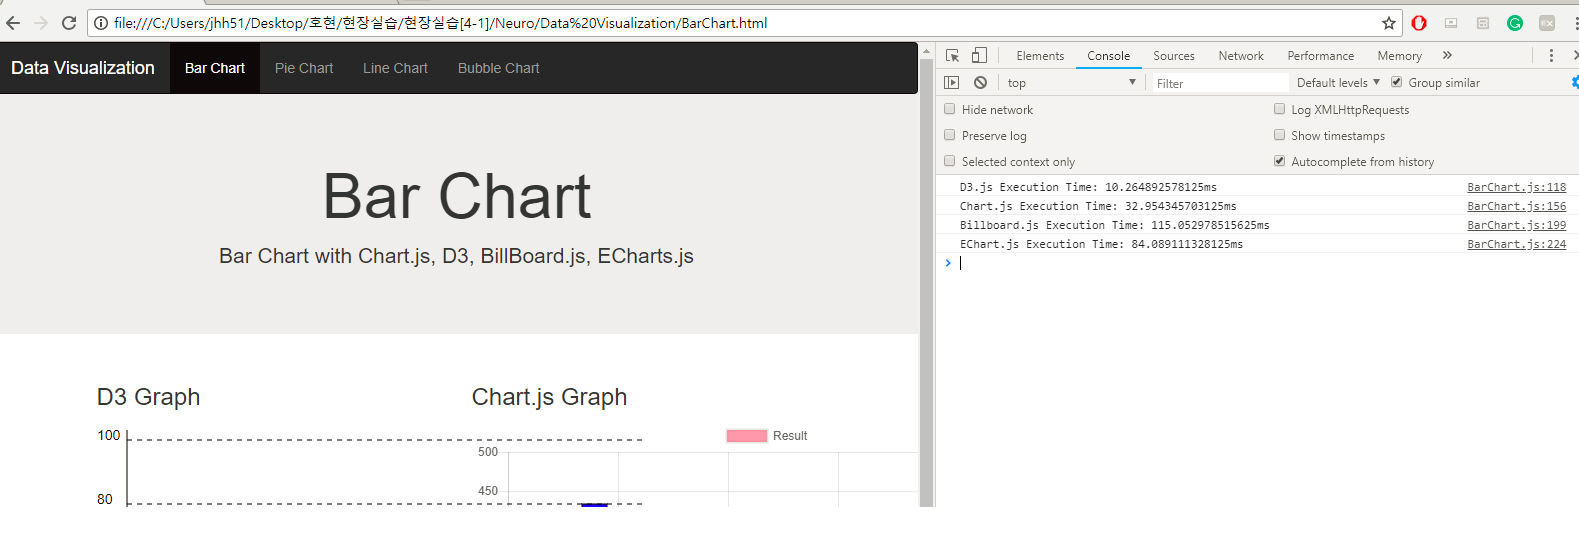 file:///C:/Users/jhh51/Desktop/호현/현장실습/현장실습[4-1]/Neuro/Data%20Visualization/BarChart.html
Data Visualization Bar Chart Pie Chart Line Chart Bubble Chart
Bar Chart
Bar Chart with Chart.js, D3, BillBoard.js, ECharts.js
D3 Graph
100
80
Chart.js Graph
Result
500
450
Elements Console Sources Network Performance Memory »
top Filter Default levels Group similar
Hide network Log XMLHttpRequests
Preserve log Show timestamps
Selected context only Autocomplete from history
D3.js Execution Time: 10.264892578125ms BarChart.js:118
Chart.js Execution Time: 32.954345703125ms BarChart.js:156
Billboard.js Execution Time: 115.052978515625ms BarChart.js:199
EChart.js Execution Time: 84.089111328125ms BarChart.js:224